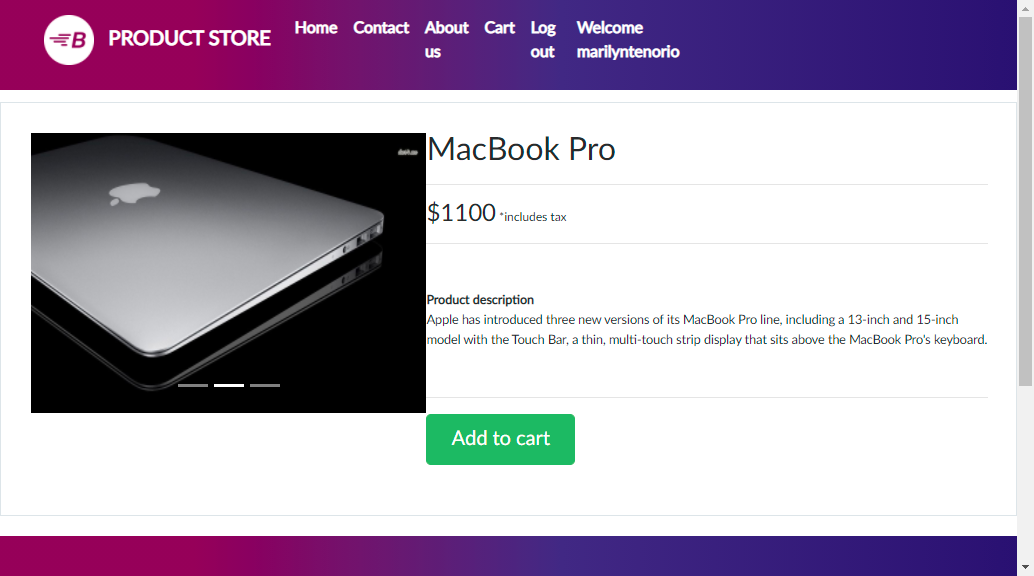 B PRODUCT STORE
Home Contact About us Cart Log out Welcome marilyntenorio
MacBook Pro
$1100 *includes tax
Product description
Apple has introduced three new versions of its MacBook Pro line, including a 13-inch and 15-inch
model with the Touch Bar, a thin, multi-touch strip display that sits above the MacBook Pro's keyboard.
Add to cart